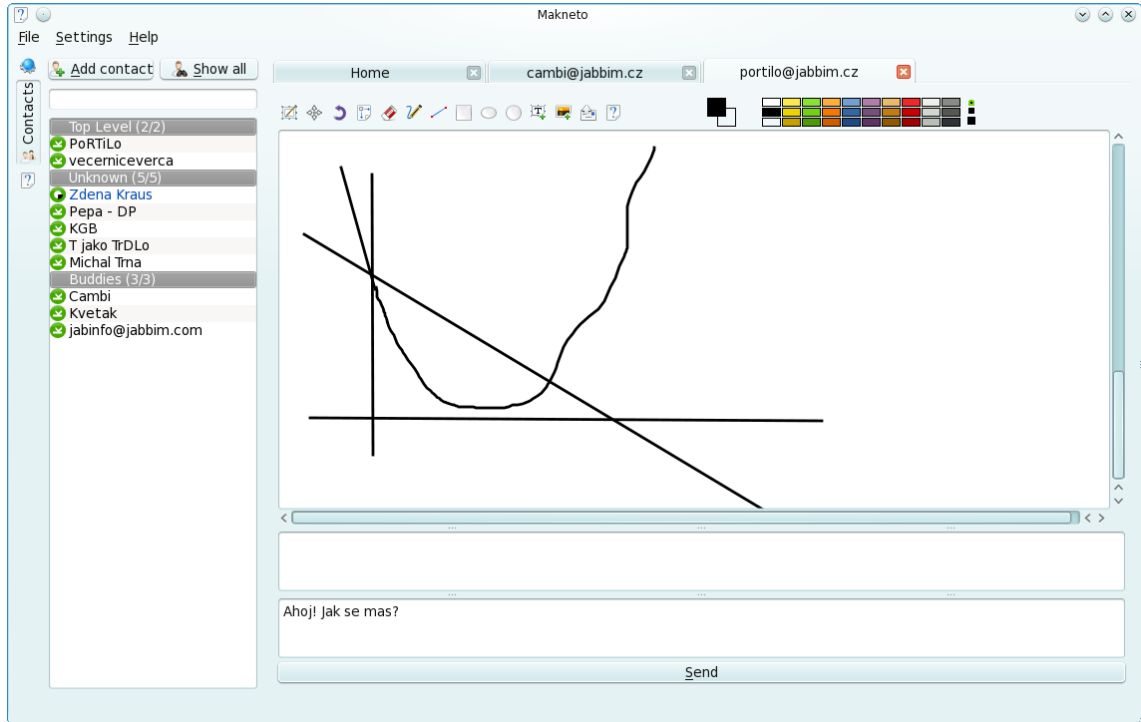 Makneto
File Settings Help
Add contact Show all
Contacts
Home cambi@jabbim.cz portilo@jabbim.cz
Top Level (2/2)
PoRTiLo
vecerniceverca
Unknown (5/5)
Zdena Kraus
Pepa - DP
KGB
T jako TrDLo
Michal Trna
Buddies (3/3)
Cambi
Kvetak
jabinfo@jabbim.com
Ahoj! Jak se mas?
Send